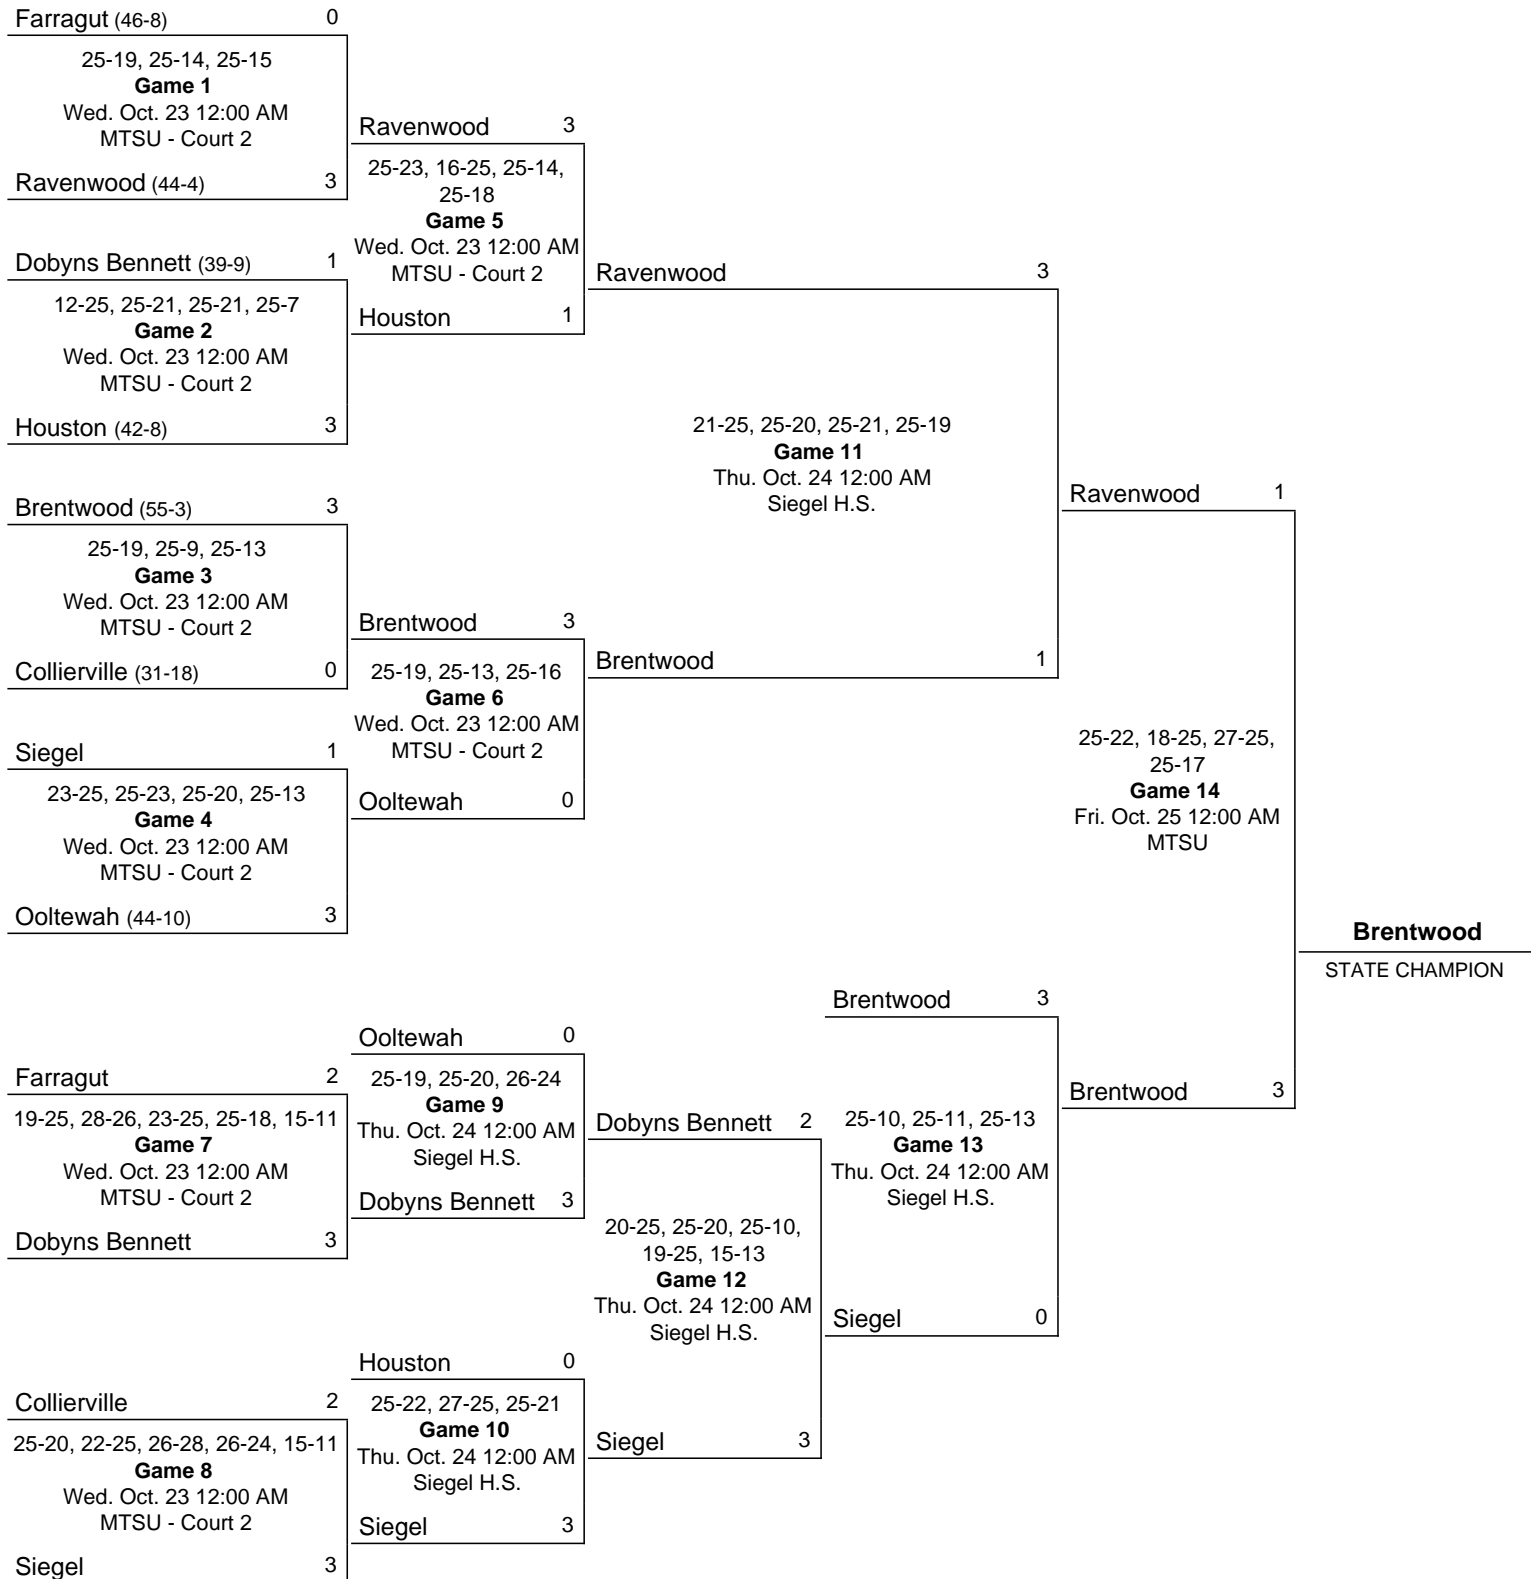 Farragut (46-8) 0
25-19, 25-14, 25-15
Game 1
Wed. Oct. 23 12:00 AM
MTSU - Court 2
Ravenwood (44-4) 3
Dobyns Bennett (39-9) 1
12-25, 25-21, 25-21, 25-7
Game 2
Wed. Oct. 23 12:00 AM
MTSU - Court 2
Houston (42-8) 3
Brentwood (55-3) 3
25-19, 25-9, 25-13
Game 3
Wed. Oct. 23 12:00 AM
MTSU - Court 2
Collierville (31-18) 0
Siegel 1
23-25, 25-23, 25-20, 25-13
Game 4
Wed. Oct. 23 12:00 AM
MTSU - Court 2
Ooltewah (44-10) 3
Farragut 2
19-25, 28-26, 23-25, 25-18, 15-11
Game 7
Wed. Oct. 23 12:00 AM
MTSU - Court 2
Dobyns Bennett 3
Collierville 2
25-20, 22-25, 26-28, 26-24, 15-11
Game 8
Wed. Oct. 23 12:00 AM
MTSU - Court 2
Siegel 3
Ravenwood 3
25-23, 16-25, 25-14,
25-18
Game 5
Wed. Oct. 23 12:00 AM
MTSU - Court 2
Houston 1
Brentwood 3
25-19, 25-13, 25-16
Game 6
Wed. Oct. 23 12:00 AM
MTSU - Court 2
Ooltewah 0
Ooltewah 0
25-19, 25-20, 26-24
Game 9
Thu. Oct. 24 12:00 AM
Siegel H.S.
Dobyns Bennett 3
Houston 0
25-22, 27-25, 25-21
Game 10
Thu. Oct. 24 12:00 AM
Siegel H.S.
Siegel 3
Ravenwood 3
21-25, 25-20, 25-21, 25-19
Game 11
Thu. Oct. 24 12:00 AM
Siegel H.S.
Brentwood 1
Dobyns Bennett 2
20-25, 25-20, 25-10,
19-25, 15-13
Game 12
Thu. Oct. 24 12:00 AM
Siegel H.S.
Siegel 3
Brentwood 3
25-10, 25-11, 25-13
Game 13
Thu. Oct. 24 12:00 AM
Siegel H.S.
Siegel 0
Ravenwood 1
25-22, 18-25, 27-25,
25-17
Game 14
Fri. Oct. 25 12:00 AM
MTSU
Brentwood 3
Brentwood
STATE CHAMPION